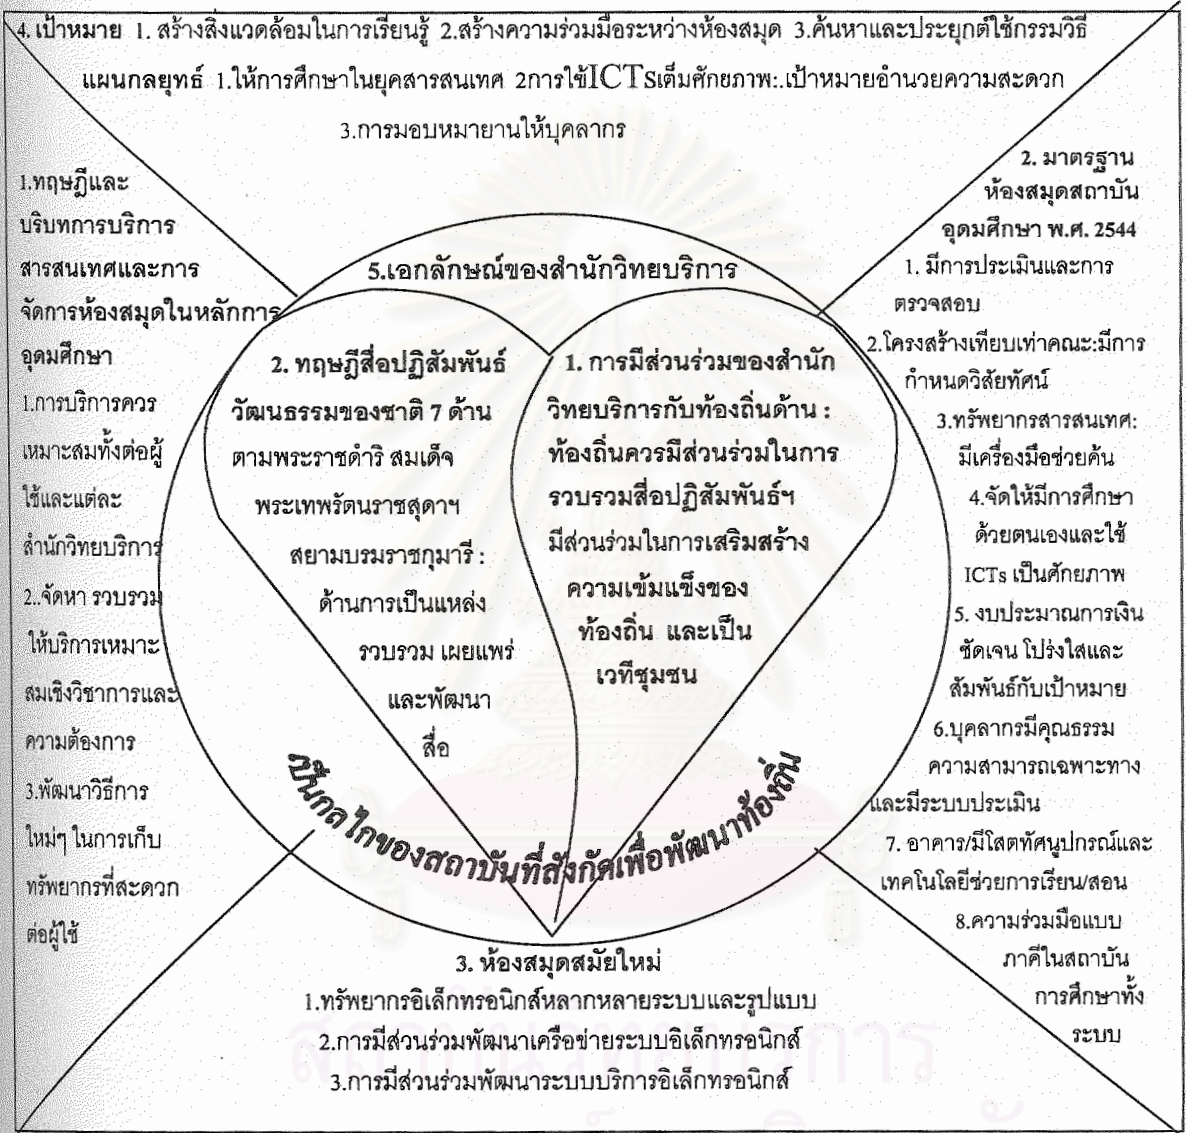 4. เป้าหมาย 1. สร้างสิ่งแวดล้อมในการเรียนรู้ 2.สร้างความร่วมมือระหว่างห้องสมุด 3.ค้นหาและประยุกต์ใช้กรรมวิธี
แผนกลยุทธ์ 1.ให้การศึกษาในยุคสารสนเทศ 2การใช้ICTsเต็มศักยภาพ:.เป้าหมายอำนวยความสะดวก
3.การมอบหมายานให้บุคลากร
1.ทฤษฎีและ
บริบทการบริการ
สารสนเทศและการ
จัดการห้องสมุดในหลักการ
อุดมศึกษา
1.การบริการควร
เหมาะสมทั้งต่อผู้
ใช้และแต่ละ
สำนักวิทยบริการ
2..จัดหา รวบรวม
ให้บริการเหมาะ
สมเชิงวิชาการและ
ความต้องการ
3.พัฒนาวิธีการ
ใหม่ๆ ในการเก็บ
ทรัพยากรที่สะดวก
ต่อผู้ใช้
5.เอกลักษณ์ของสำนักวิทยบริการ
2. ทฤษฎีสื่อปฏิสัมพันธ์
วัฒนธรรมของชาติ 7 ด้าน
ตามพระราชดำริ สมเด็จ
พระเทพรัตนราชสุดาฯ
สยามบรมราชกุมารี :
ด้านการเป็นแหล่ง
รวบรวม เผยแพร่
และพัฒนา
สื่อ
1. การมีส่วนร่วมของสำนัก
วิทยบริการกับท้องถิ่นด้าน :
ท้องถิ่นควรมีส่วนร่วมในการ
รวบรวมสื่อปฏิสัมพันธ์ฯ
มีส่วนร่วมในการเสริมสร้าง
ความเข้มแข็งของ
ท้องถิ่น และเป็น
เวทีชุมชน
เป็นกลไกของสถาบันที่สังกัดเพื่อพัฒนาท้องถิ่น
2. มาตรฐาน
ห้องสมุดสถาบัน
อุดมศึกษา พ.ศ. 2544
1. มีการประเมินและการ
ตรวจสอบ
2.โครงสร้างเทียบเท่าคณะ:มีการ
กำหนดวิสัยทัศน์
3.ทรัพยากรสารสนเทศ:
มีเครื่องมือช่วยค้น
4.จัดให้มีการศึกษา
ด้วยตนเองและใช้
ICTs เป็นศักยภาพ
5. งบประมาณการเงิน
ชัดเจน โปร่งใสและ
สัมพันธ์กับเป้าหมาย
6.บุคลากรมีคุณธรรม
ความสามารถเฉพาะทาง
และมีระบบประเมิน
7. อาคาร/มีโสตทัศนูปกรณ์และ
เทคโนโลยีช่วยการเรียน/สอน
8.ความร่วมมือแบบ
ภาคีในสถาบัน
การศึกษาทั้ง
ระบบ
3. ห้องสมุดสมัยใหม่
1.ทรัพยากรอิเล็กทรอนิกส์หลากหลายระบบและรูปแบบ
2.การมีส่วนร่วมพัฒนาเครือข่ายระบบอิเล็กทรอนิกส์
3.การมีส่วนร่วมพัฒนาระบบบริการอิเล็กทรอนิกส์
สถาบันวิทยบริการ